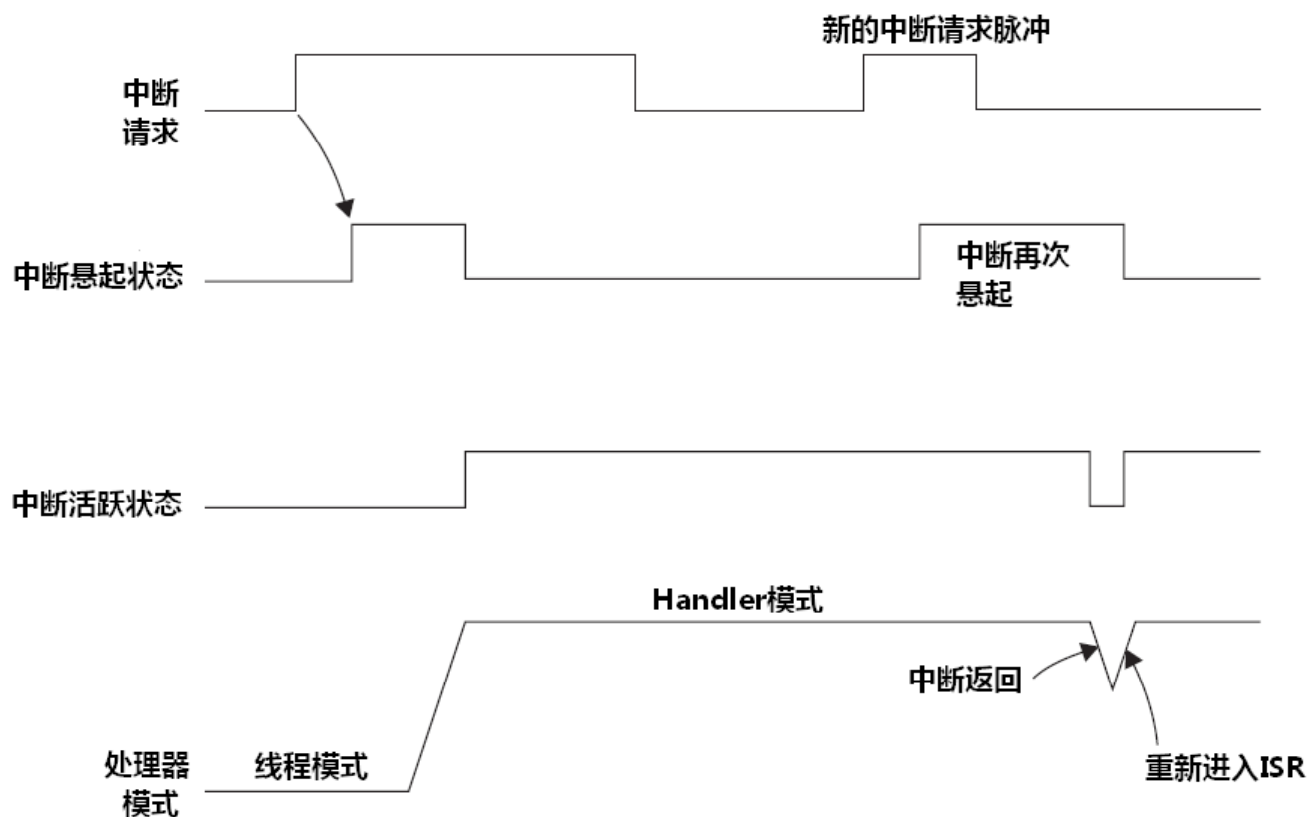 新的中断请求脉冲
中断
请求
中断悬起状态
中断再次
悬起
中断活跃状态
Handler模式
中断返回
处理器
模式
线程模式
重新进入ISR